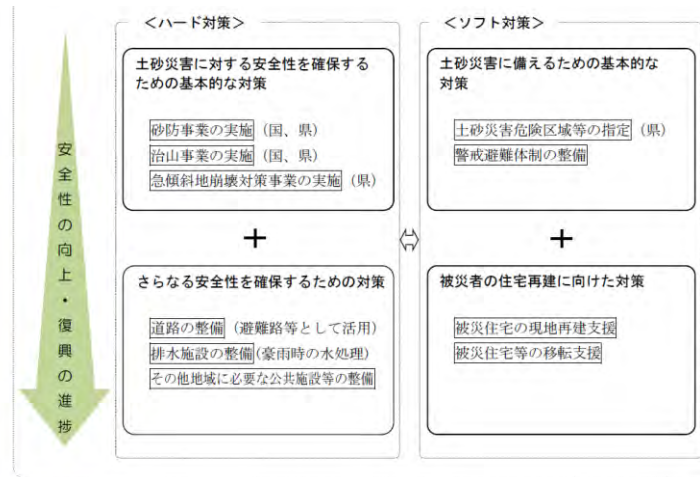 ＜ハード対策＞
土砂災害に対する安全性を確保する
ための基本的な対策
砂防事業の実施（国、県）
治山事業の実施（国、県）
急傾斜地崩壊対策事業の実施（県）
＋
さらなる安全性を確保するための対策
道路の整備（避難路等として活用）
排水施設の整備(豪雨時の水処理)
その他地域に必要な公共施設等の整備
＜ソフト対策＞
土砂災害に備えるための基本的な
対策
土砂災害危険区域等の指定（県）
警戒避難体制の整備
＋
被災者の住宅再建に向けた対策
被災住宅の現地再建支援
被災住宅等の移転支援
安全性の向上・復興の進捗